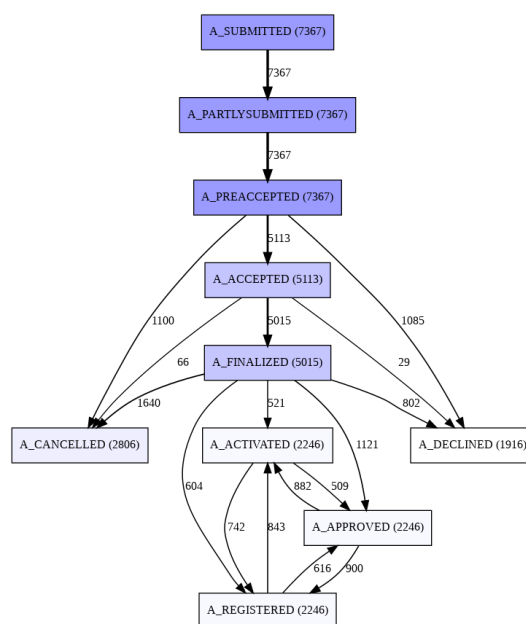 A_SUBMITTED (7367)
7367
A_PARTLYSUBMITTED (7367)
7367
A_PREACCEPTED (7367)
5113
A_ACCEPTED (5113)
1100
5015
1085
66
29
A_FINALIZED (5015)
1640
521
802
A_CANCELLED (2806)
A_ACTIVATED (2246)
1121
A_DECLINED (1916)
604
882
509
742
843
A_APPROVED (2246)
616
900
A_REGISTERED (2246)